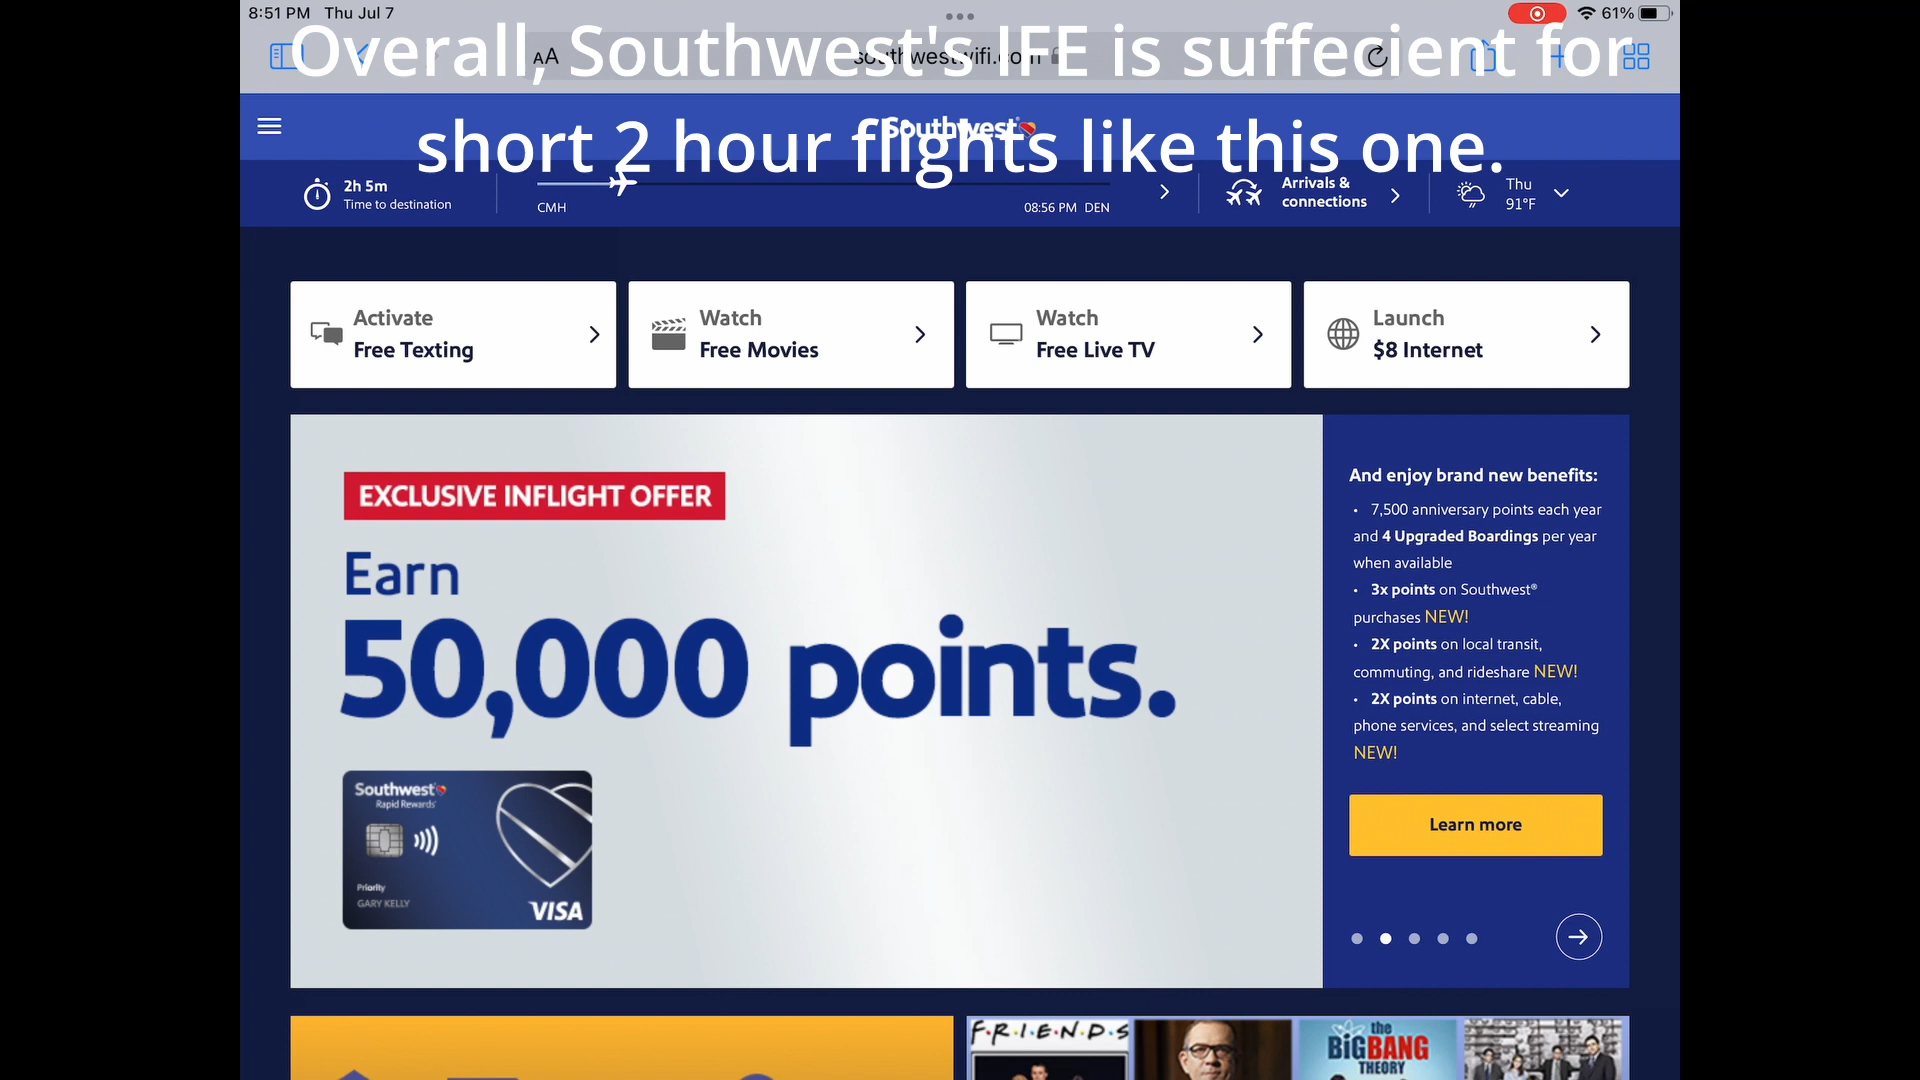 8:51 PM Thu Jul 7
61%
Overall, Southwest's IFE is suffecient for
AA
southwestwifi.com
short 2 hour flights like this one.
Southwest
2h 5m
Time to destination
CMH
08:56 PM DEN
Arrivals &
connections
Thu
91°F
Activate
Free Texting
Watch
Free Movies
Watch
Free Live TV
Launch
$8 Internet
EXCLUSIVE INFLIGHT OFFER
Earn
50,000 points.
Southwest
Rapid Rewards®
Priority
GARY KELLY
VISA
And enjoy brand new benefits:
• 7,500 anniversary points each year
and 4 Upgraded Boardings per year
when available
• 3x points on Southwest®
purchases NEW!
• 2X points on local transit,
commuting, and rideshare NEW!
• 2X points on internet, cable,
phone services, and select streaming
NEW!
Learn more
F•R•I•E•N•D•S
the
BiGBANG
THEORY